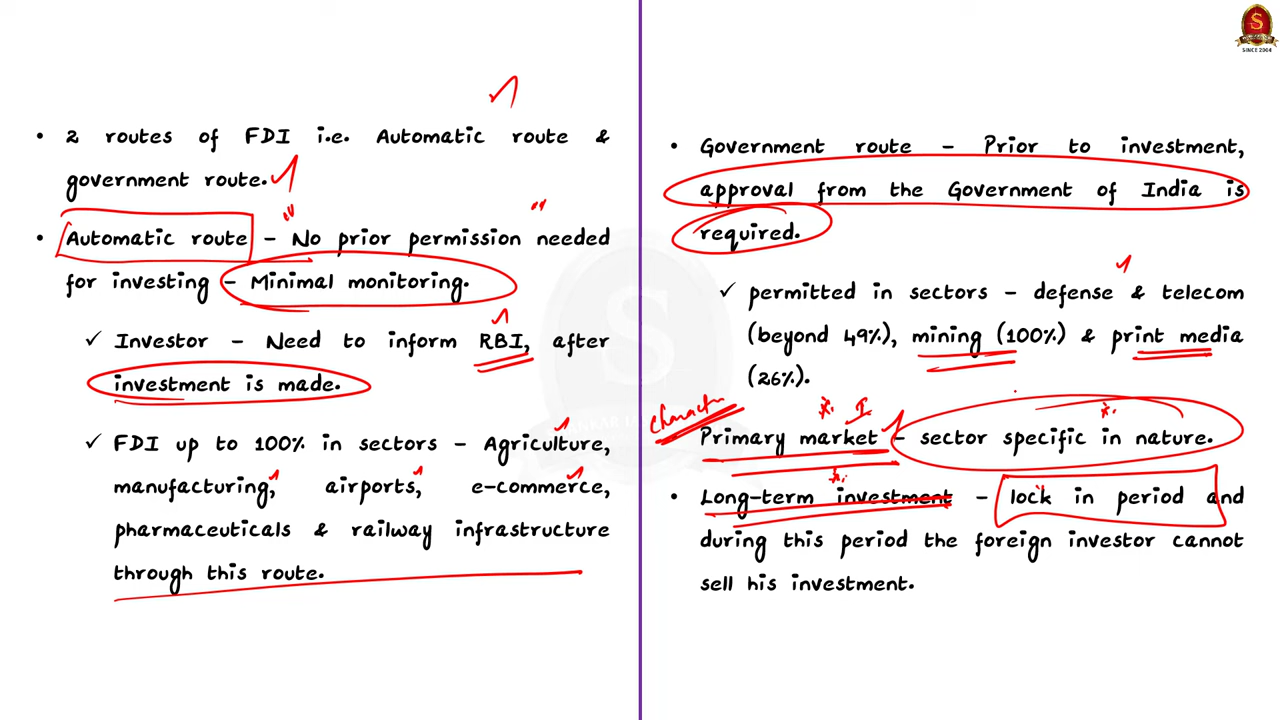 • 2 routes of FDI i.e. Automatic route &
government route.
• Automatic route - No prior permission needed
for investing - Minimal monitoring.
✓ Investor - Need to inform RBI, after
investment is made.
✓ FDI up to 100% in sectors - Agriculture,
manufacturing, airports, e-commerce,
pharmaceuticals & railway infrastructure
through this route.
• Government route - Prior to investment,
approval from the Government of India is
required.
✓ permitted in sectors - defense & telecom
(beyond 49%), mining (100%) & print media
(26%).
Primary market - sector specific in nature.
• Long-term investment - lock in period and
during this period the foreign investor cannot
sell his investment.
S
SINCE 2004